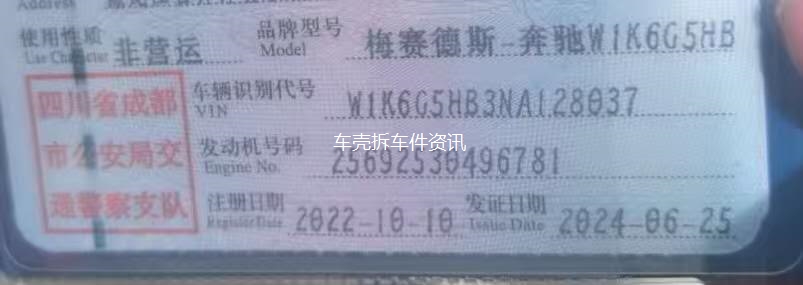 Address
使用性质 非营运 品牌型号 梅赛德斯-奔驰W1K6G5HB
Use Character Model
四川省成都 车辆识别代号 W1K6G5HB3NA128037
VIN
市公安局交 发动机号码 车壳拆车件资讯 25692530496781
Engine No.
通警察支队 注册日期 2022-10-10 发证日期 2024-06-25
Register Date Issue Date